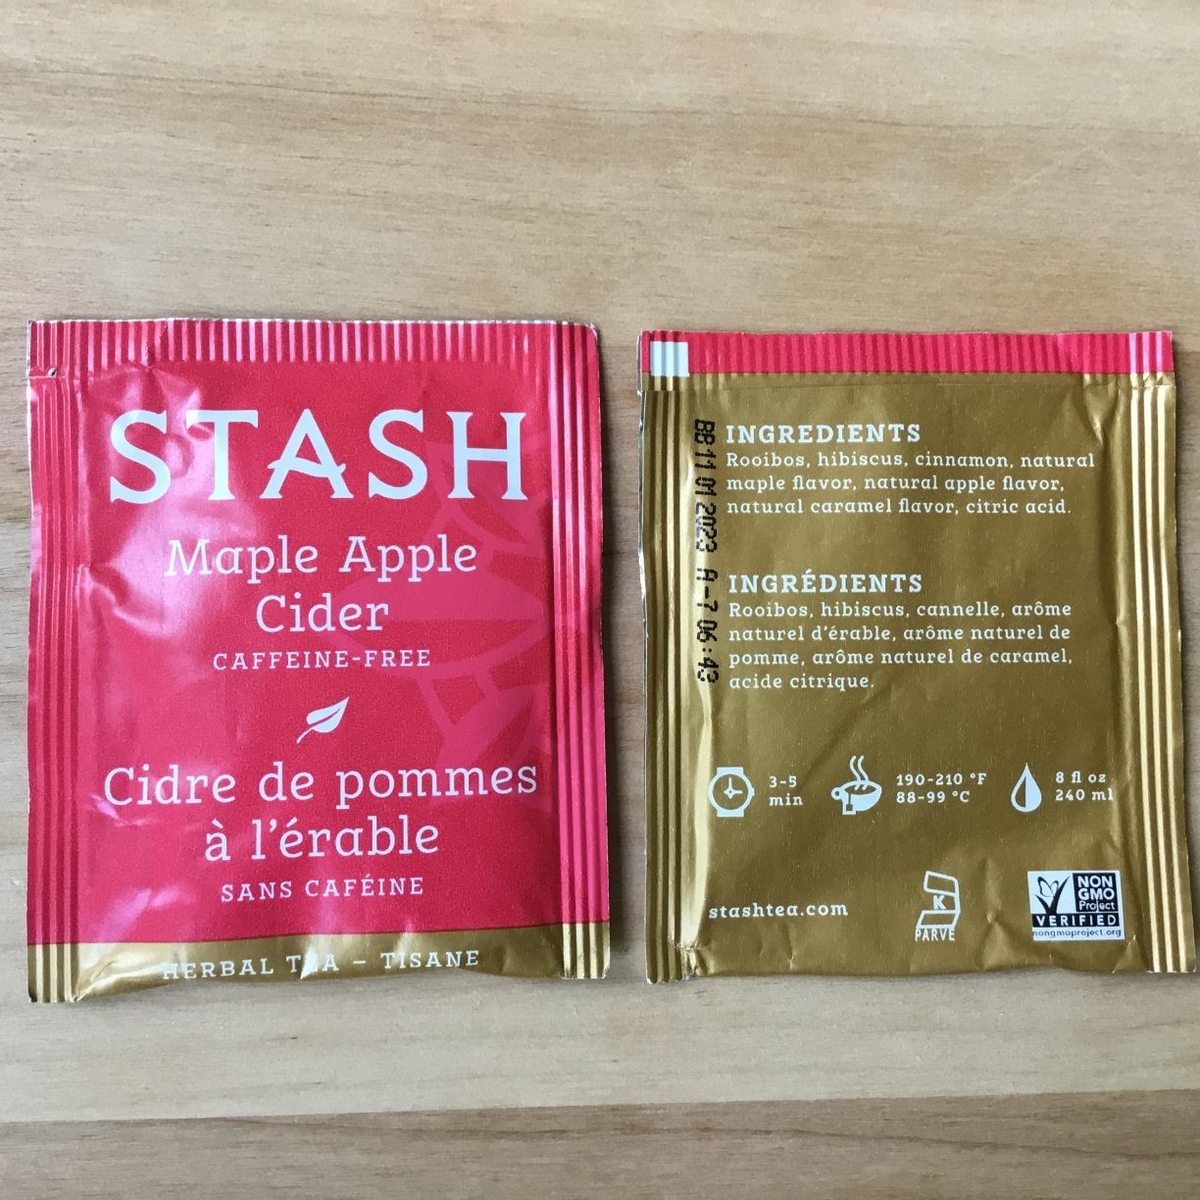 STASH
Maple Apple
Cider
CAFFEINE-FREE
Cidre de pommes
à l'érable
SANS CAFÉINE
HERBAL TEA – TISANE
BB 11 01 2023 A-7 06:43
INGREDIENTS
Rooibos, hibiscus, cinnamon, natural
maple flavor, natural apple flavor,
natural caramel flavor, citric acid.
INGRÉDIENTS
Rooibos, hibiscus, cannelle, arôme
naturel d'érable, arôme naturel de
pomme, arôme naturel de caramel,
acide citrique.
3-5
min
190-210 °F
88-99 °C
8 fl oz
240 ml
stashtea.com
K
PARVE
NON
GMO
Project
VERIFIED
nongmoproject.org